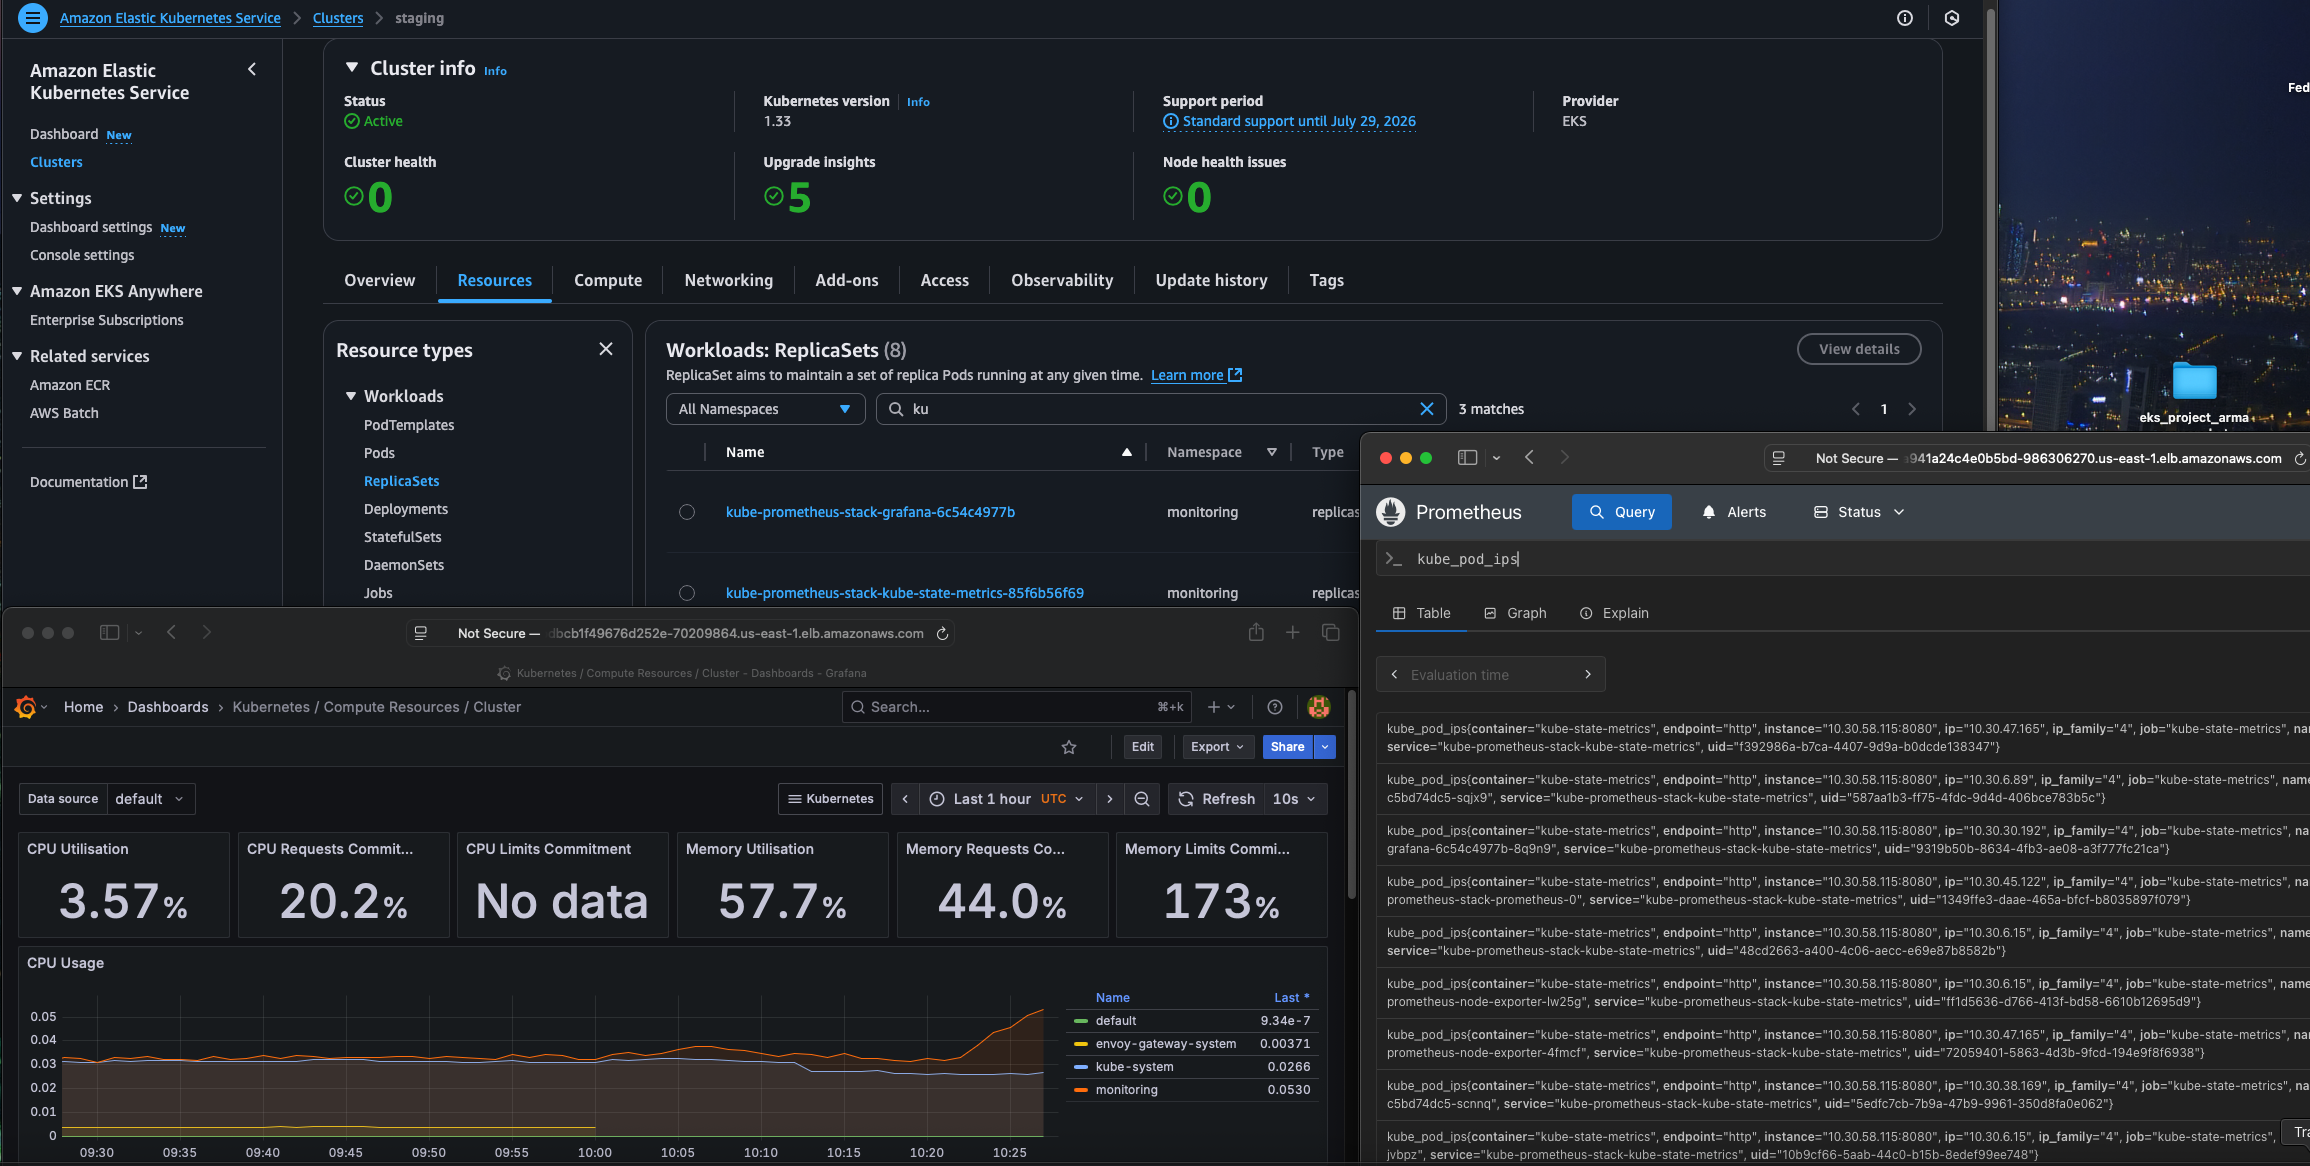 Amazon Elastic Kubernetes Service > Clusters > staging
Amazon Elastic Kubernetes Service
Dashboard New
Clusters
Settings
Dashboard settings New
Console settings
Amazon EKS Anywhere
Enterprise Subscriptions
Related services
Amazon ECR
AWS Batch
Documentation
Cluster info Info
Status
Active
Kubernetes version Info
1.33
Support period
Standard support until July 29, 2026
Provider
EKS
Cluster health
0
Upgrade insights
5
Node health issues
0
Overview Resources Compute Networking Add-ons Access Observability Update history Tags
Resource types
Workloads
PodTemplates
Pods
ReplicaSets
Deployments
StatefulSets
DaemonSets
Jobs
Workloads: ReplicaSets (8)
View details
ReplicaSet aims to maintain a set of replica Pods running at any given time. Learn more
All Namespaces ku 3 matches 1
Name Namespace Type
kube-prometheus-stack-grafana-6c54c4977b monitoring replicas
kube-prometheus-stack-kube-state-metrics-85f6b56f69 monitoring replicas
Fed
eks_project_arma
Not Secure — dbcb1f49676d252e-70209864.us-east-1.elb.amazonaws.com
Kubernetes / Compute Resources / Cluster - Dashboards - Grafana
Home > Dashboards > Kubernetes / Compute Resources / Cluster
Search... ⌘+k
Edit Export Share
Data source default
Kubernetes Last 1 hour UTC Refresh 10s
CPU Utilisation
3.57%
CPU Requests Commit...
20.2%
CPU Limits Commitment
No data
Memory Utilisation
57.7%
Memory Requests Co...
44.0%
Memory Limits Commi...
173%
CPU Usage
0.05
0.04
0.03
0.02
0.01
0
09:30 09:35 09:40 09:45 09:50 09:55 10:00 10:05 10:10 10:15 10:20 10:25
Name Last *
default 9.34e-7
envoy-gateway-system 0.00371
kube-system 0.0266
monitoring 0.0530
Not Secure — 941a24c4e0b5bd-986306270.us-east-1.elb.amazonaws.com
Prometheus Query Alerts Status
>_ kube_pod_ips
Table Graph Explain
Evaluation time
kube_pod_ips{container="kube-state-metrics", endpoint="http", instance="10.30.58.115:8080", ip="10.30.47.165", ip_family="4", job="kube-state-metrics", na
service="kube-prometheus-stack-kube-state-metrics", uid="f392986a-b7ca-4407-9d9a-b0dcde138347"}
kube_pod_ips{container="kube-state-metrics", endpoint="http", instance="10.30.58.115:8080", ip="10.30.6.89", ip_family="4", job="kube-state-metrics", name
c5bd74dc5-sqjx9", service="kube-prometheus-stack-kube-state-metrics", uid="587aa1b3-ff75-4fdc-9d4d-406bce783b5c"}
kube_pod_ips{container="kube-state-metrics", endpoint="http", instance="10.30.58.115:8080", ip="10.30.30.192", ip_family="4", job="kube-state-metrics", na
grafana-6c54c4977b-8q9n9", service="kube-prometheus-stack-kube-state-metrics", uid="9319b50b-8634-4fb3-ae08-a3f777fc21ca"}
kube_pod_ips{container="kube-state-metrics", endpoint="http", instance="10.30.58.115:8080", ip="10.30.45.122", ip_family="4", job="kube-state-metrics", na
prometheus-stack-prometheus-0", service="kube-prometheus-stack-kube-state-metrics", uid="1349ffe3-daae-465a-bfcf-b8035897f079"}
kube_pod_ips{container="kube-state-metrics", endpoint="http", instance="10.30.58.115:8080", ip="10.30.6.15", ip_family="4", job="kube-state-metrics", name
service="kube-prometheus-stack-kube-state-metrics", uid="48cd2663-a400-4c06-aecc-e69e87b8582b"}
kube_pod_ips{container="kube-state-metrics", endpoint="http", instance="10.30.58.115:8080", ip="10.30.6.15", ip_family="4", job="kube-state-metrics", name
prometheus-node-exporter-lw25g", service="kube-prometheus-stack-kube-state-metrics", uid="ff1d5636-d766-413f-bd58-6610b12695d9"}
kube_pod_ips{container="kube-state-metrics", endpoint="http", instance="10.30.58.115:8080", ip="10.30.47.165", ip_family="4", job="kube-state-metrics", na
prometheus-node-exporter-4fmcf", service="kube-prometheus-stack-kube-state-metrics", uid="72059401-5863-4d3b-9fcd-194e9f8f6938"}
kube_pod_ips{container="kube-state-metrics", endpoint="http", instance="10.30.58.115:8080", ip="10.30.38.169", ip_family="4", job="kube-state-metrics", na
c5bd74dc5-scnnq", service="kube-prometheus-stack-kube-state-metrics", uid="5edfc7cb-7b9a-47b9-9961-350d8fa0e062"}
kube_pod_ips{container="kube-state-metrics", endpoint="http", instance="10.30.58.115:8080", ip="10.30.6.15", ip_family="4", job="kube-state-metrics",
jvbpz", service="kube-prometheus-stack-kube-state-metrics", uid="10b9cf66-5aab-44c0-b15b-8edef99ee748"}
Tra